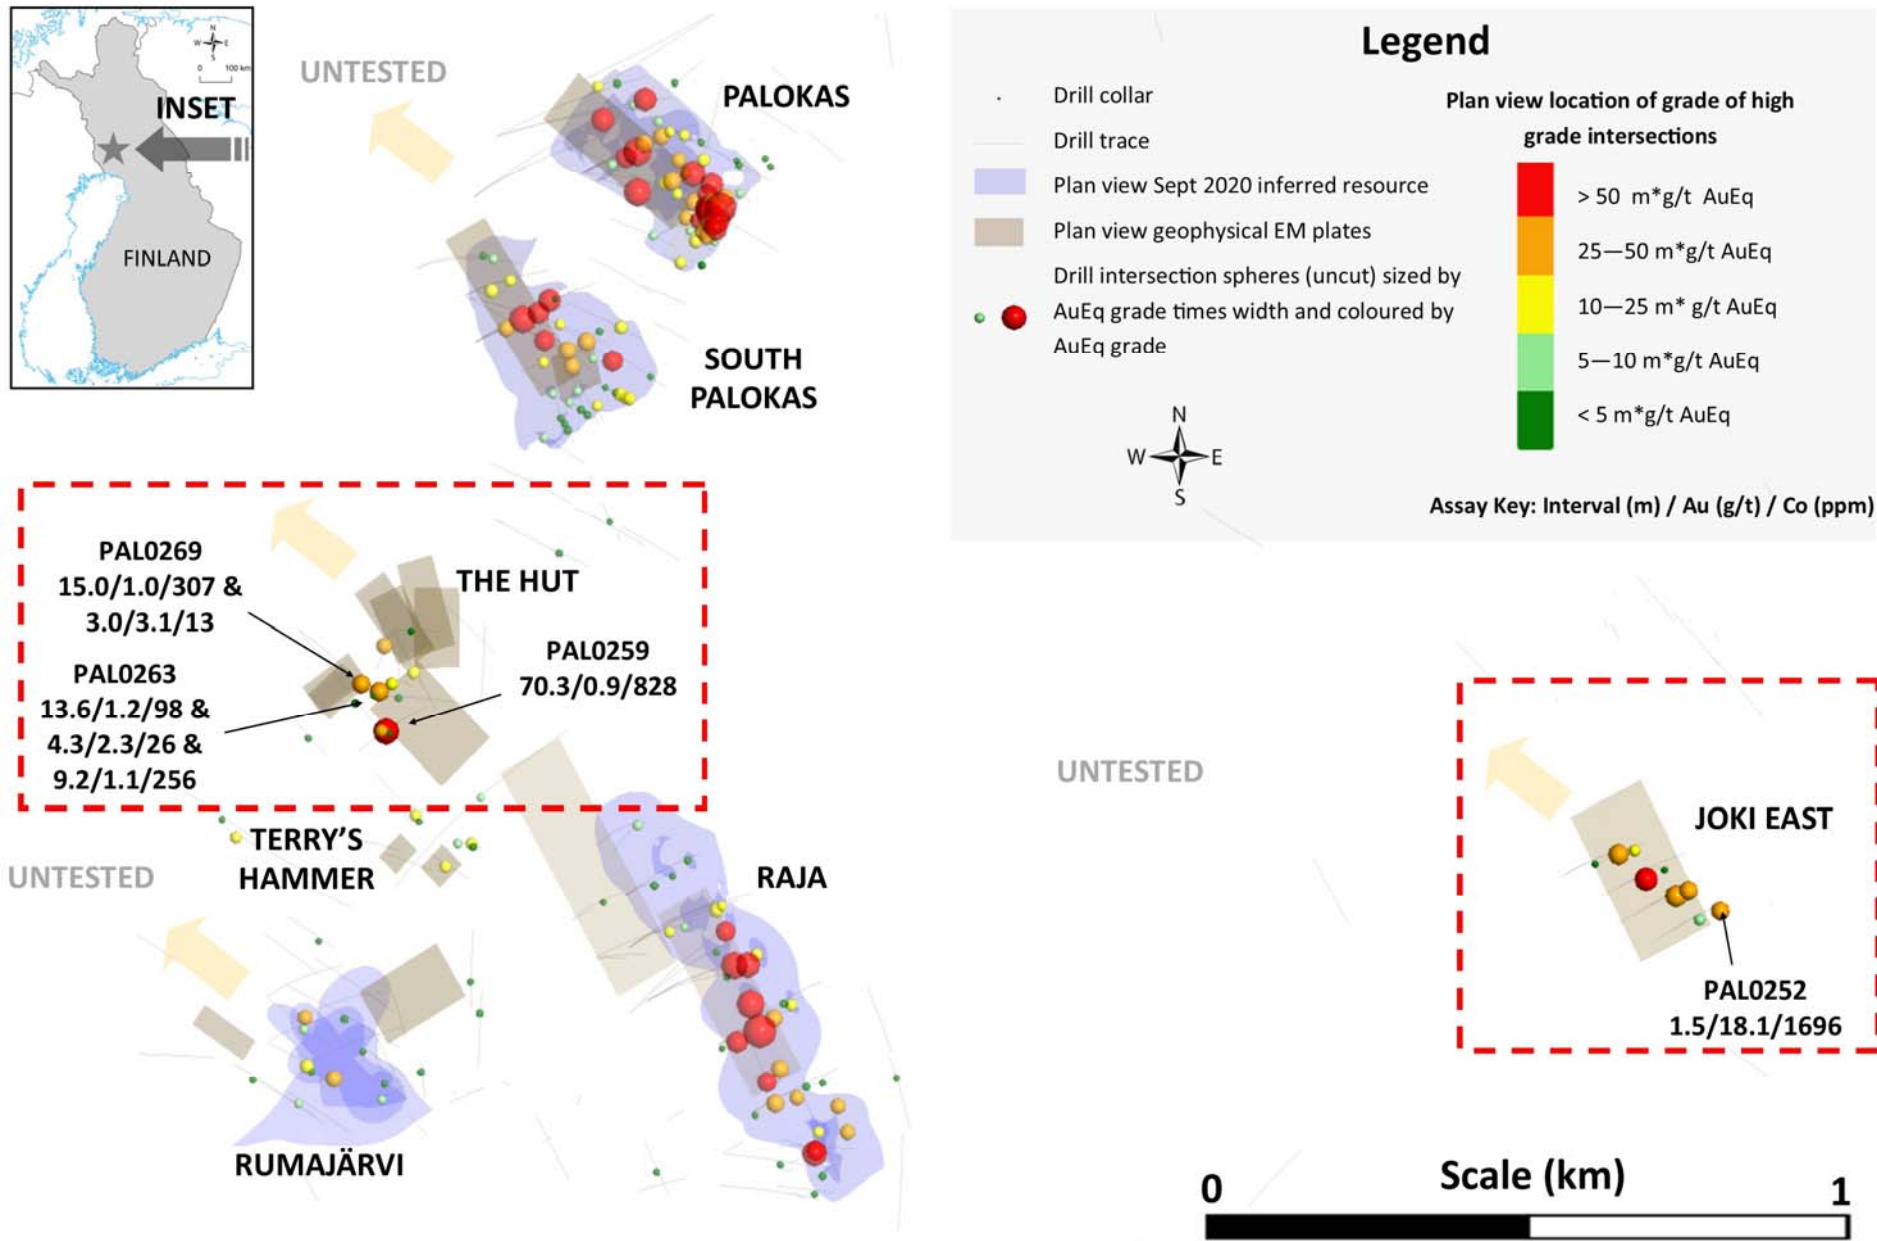 N
W E
S
0 100 km
INSET
FINLAND
UNTESTED
PALOKAS
SOUTH
PALOKAS
Legend
Drill collar
Drill trace
Plan view Sept 2020 inferred resource
Plan view geophysical EM plates
Drill intersection spheres (uncut) sized by
AuEq grade times width and coloured by
AuEq grade
Plan view location of grade of high
grade intersections
> 50 m*g/t AuEq
25—50 m*g/t AuEq
10—25 m* g/t AuEq
5—10 m*g/t AuEq
< 5 m*g/t AuEq
N
W E
S
Assay Key: Interval (m) / Au (g/t) / Co (ppm)
PAL0269
15.0/1.0/307 &
3.0/3.1/13
THE HUT
PAL0263
13.6/1.2/98 &
4.3/2.3/26 &
9.2/1.1/256
PAL0259
70.3/0.9/828
UNTESTED
TERRY'S
HAMMER
RAJA
RUMAJÄRVI
UNTESTED
JOKI EAST
PAL0252
1.5/18.1/1696
Scale (km)
0 1